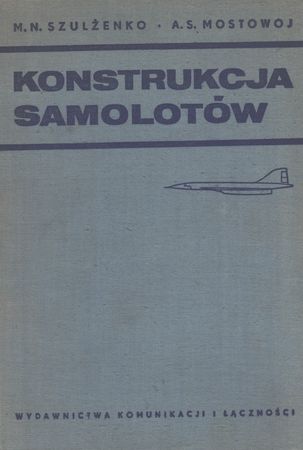 M. N. SZULŻENKO • A. S. MOSTOWOJ
KONSTRUKCJA
SAMOLOTÓW
WYDAWNICTWA KOMUNIKACJI I ŁĄCZNOŚCI